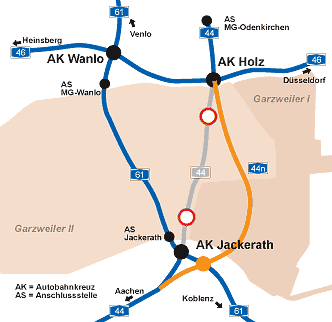 61
Venlo
AS
MG-Odenkirchen
44
Heinsberg
46
AK Wanlo
AK Holz
46
Düsseldorf
AS
MG-Wanlo
Garzweiler I
61
44
44n
Garzweiler II
AS
Jackerath
AK Jackerath
AK = Autobahnkreuz
AS = Anschlussstelle
Aachen
44
Koblenz
61